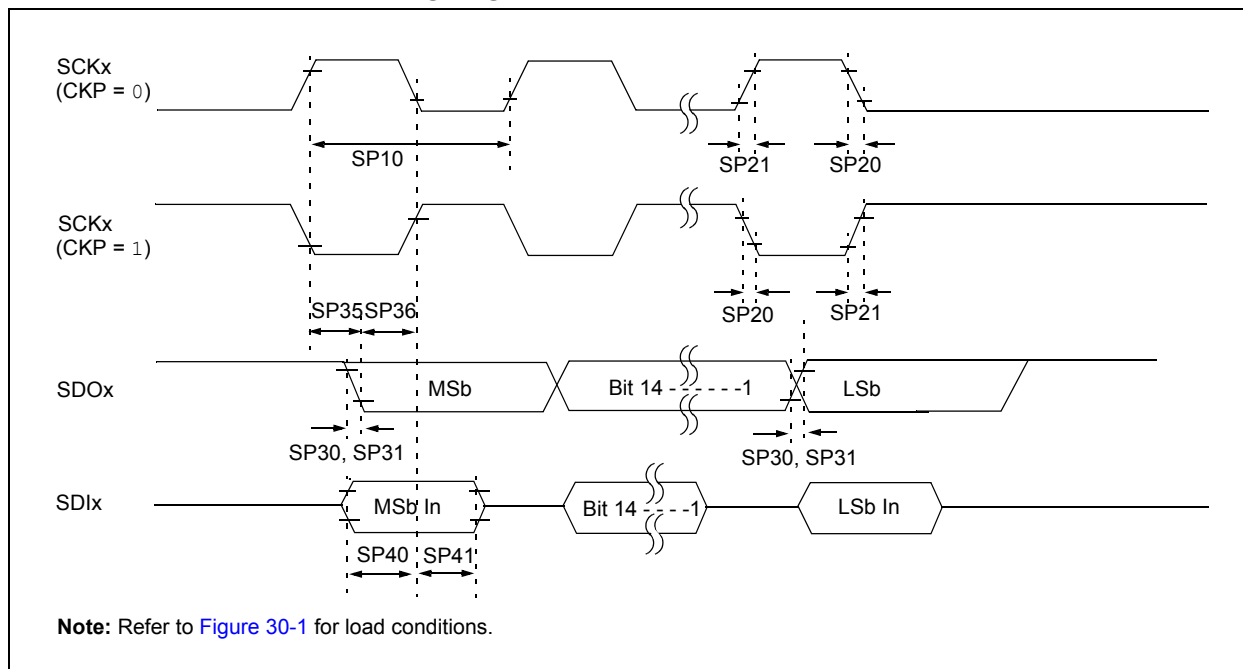 SCKx
(CKP = 0)
SP10
SP21
SP20
SCKx
(CKP = 1)
SP35
SP36
SP20
SP21
SDOx
MSb
Bit 14 - - - - - -1
LSb
SP30, SP31
SP30, SP31
SDIx
MSb In
Bit 14 - - - -1
LSb In
SP40
SP41
Note: Refer to Figure 30-1 for load conditions.